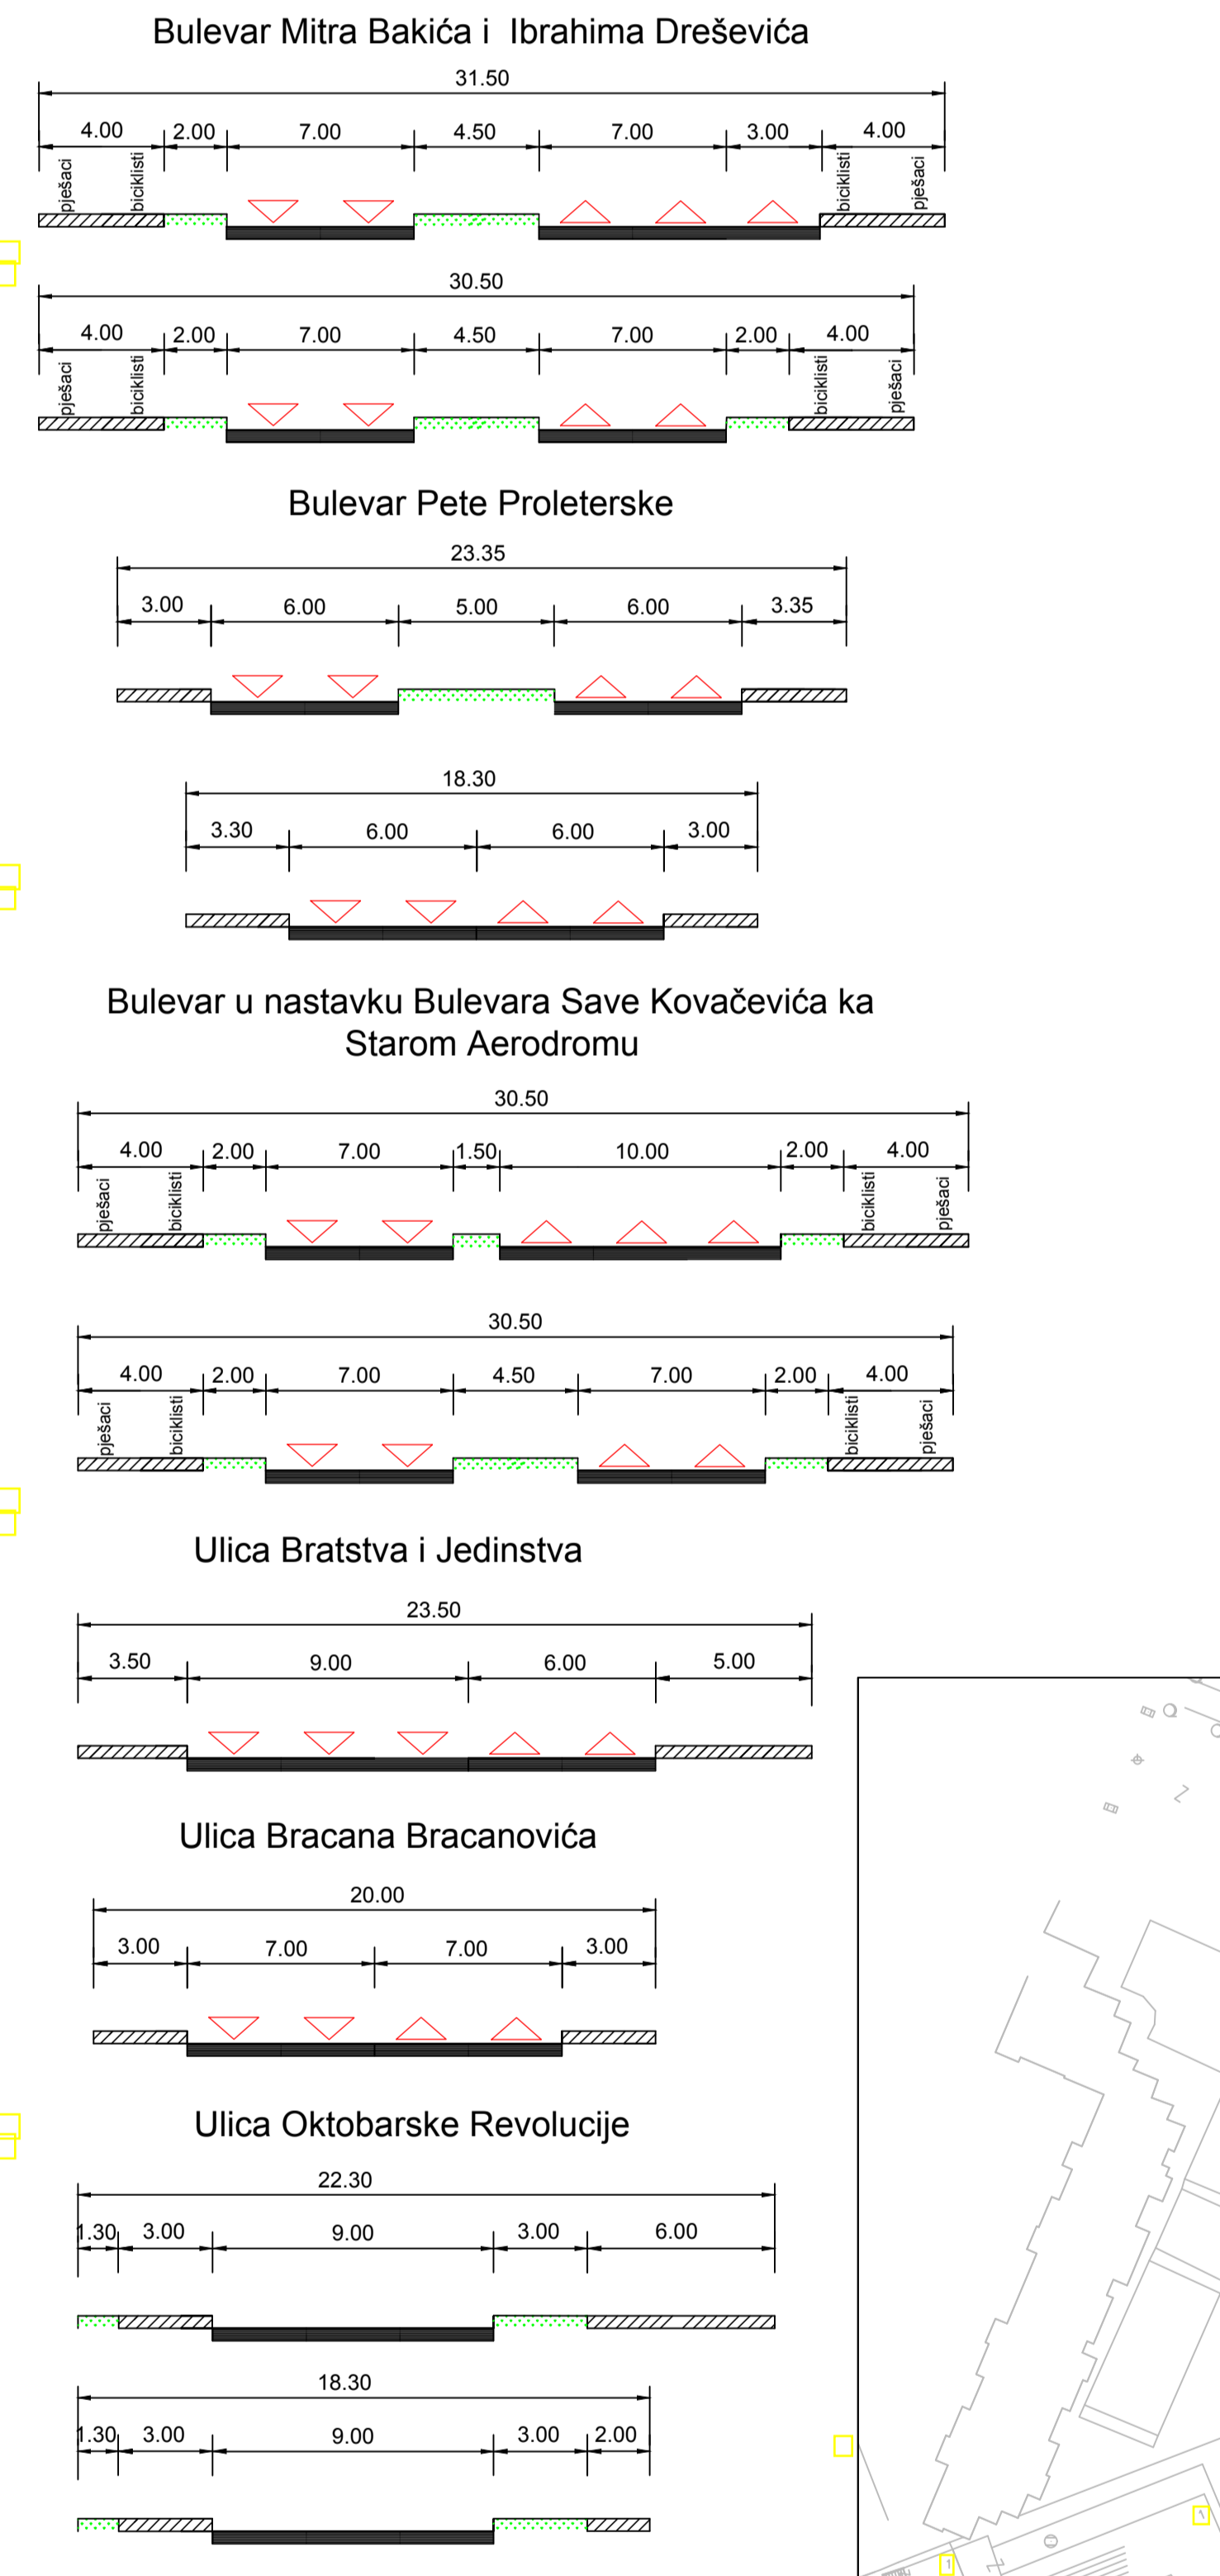 Bulevar Mitra Bakića i  Ibrahima Dreševića
31.50
4.00 2.00 7.00 4.50 7.00 3.00 4.00
pješaci biciklisti biciklisti pješaci
30.50
4.00 2.00 7.00 4.50 7.00 2.00 4.00
pješaci biciklisti biciklisti pješaci
Bulevar Pete Proleterske
23.35
3.00 6.00 5.00 6.00 3.35
18.30
3.30 6.00 6.00 3.00
Bulevar u nastavku Bulevara Save Kovačevića ka
Starom Aerodromu
30.50
4.00 2.00 7.00 1.50 10.00 2.00 4.00
pješaci biciklisti biciklisti pješaci
30.50
4.00 2.00 7.00 4.50 7.00 2.00 4.00
pješaci biciklisti biciklisti pješaci
Ulica Bratstva i Jedinstva
23.50
3.50 9.00 6.00 5.00
Ulica Bracana Bracanovića
20.00
3.00 7.00 7.00 3.00
Ulica Oktobarske Revolucije
22.30
1.30 3.00 9.00 3.00 6.00
18.30
1.30 3.00 9.00 3.00 2.00